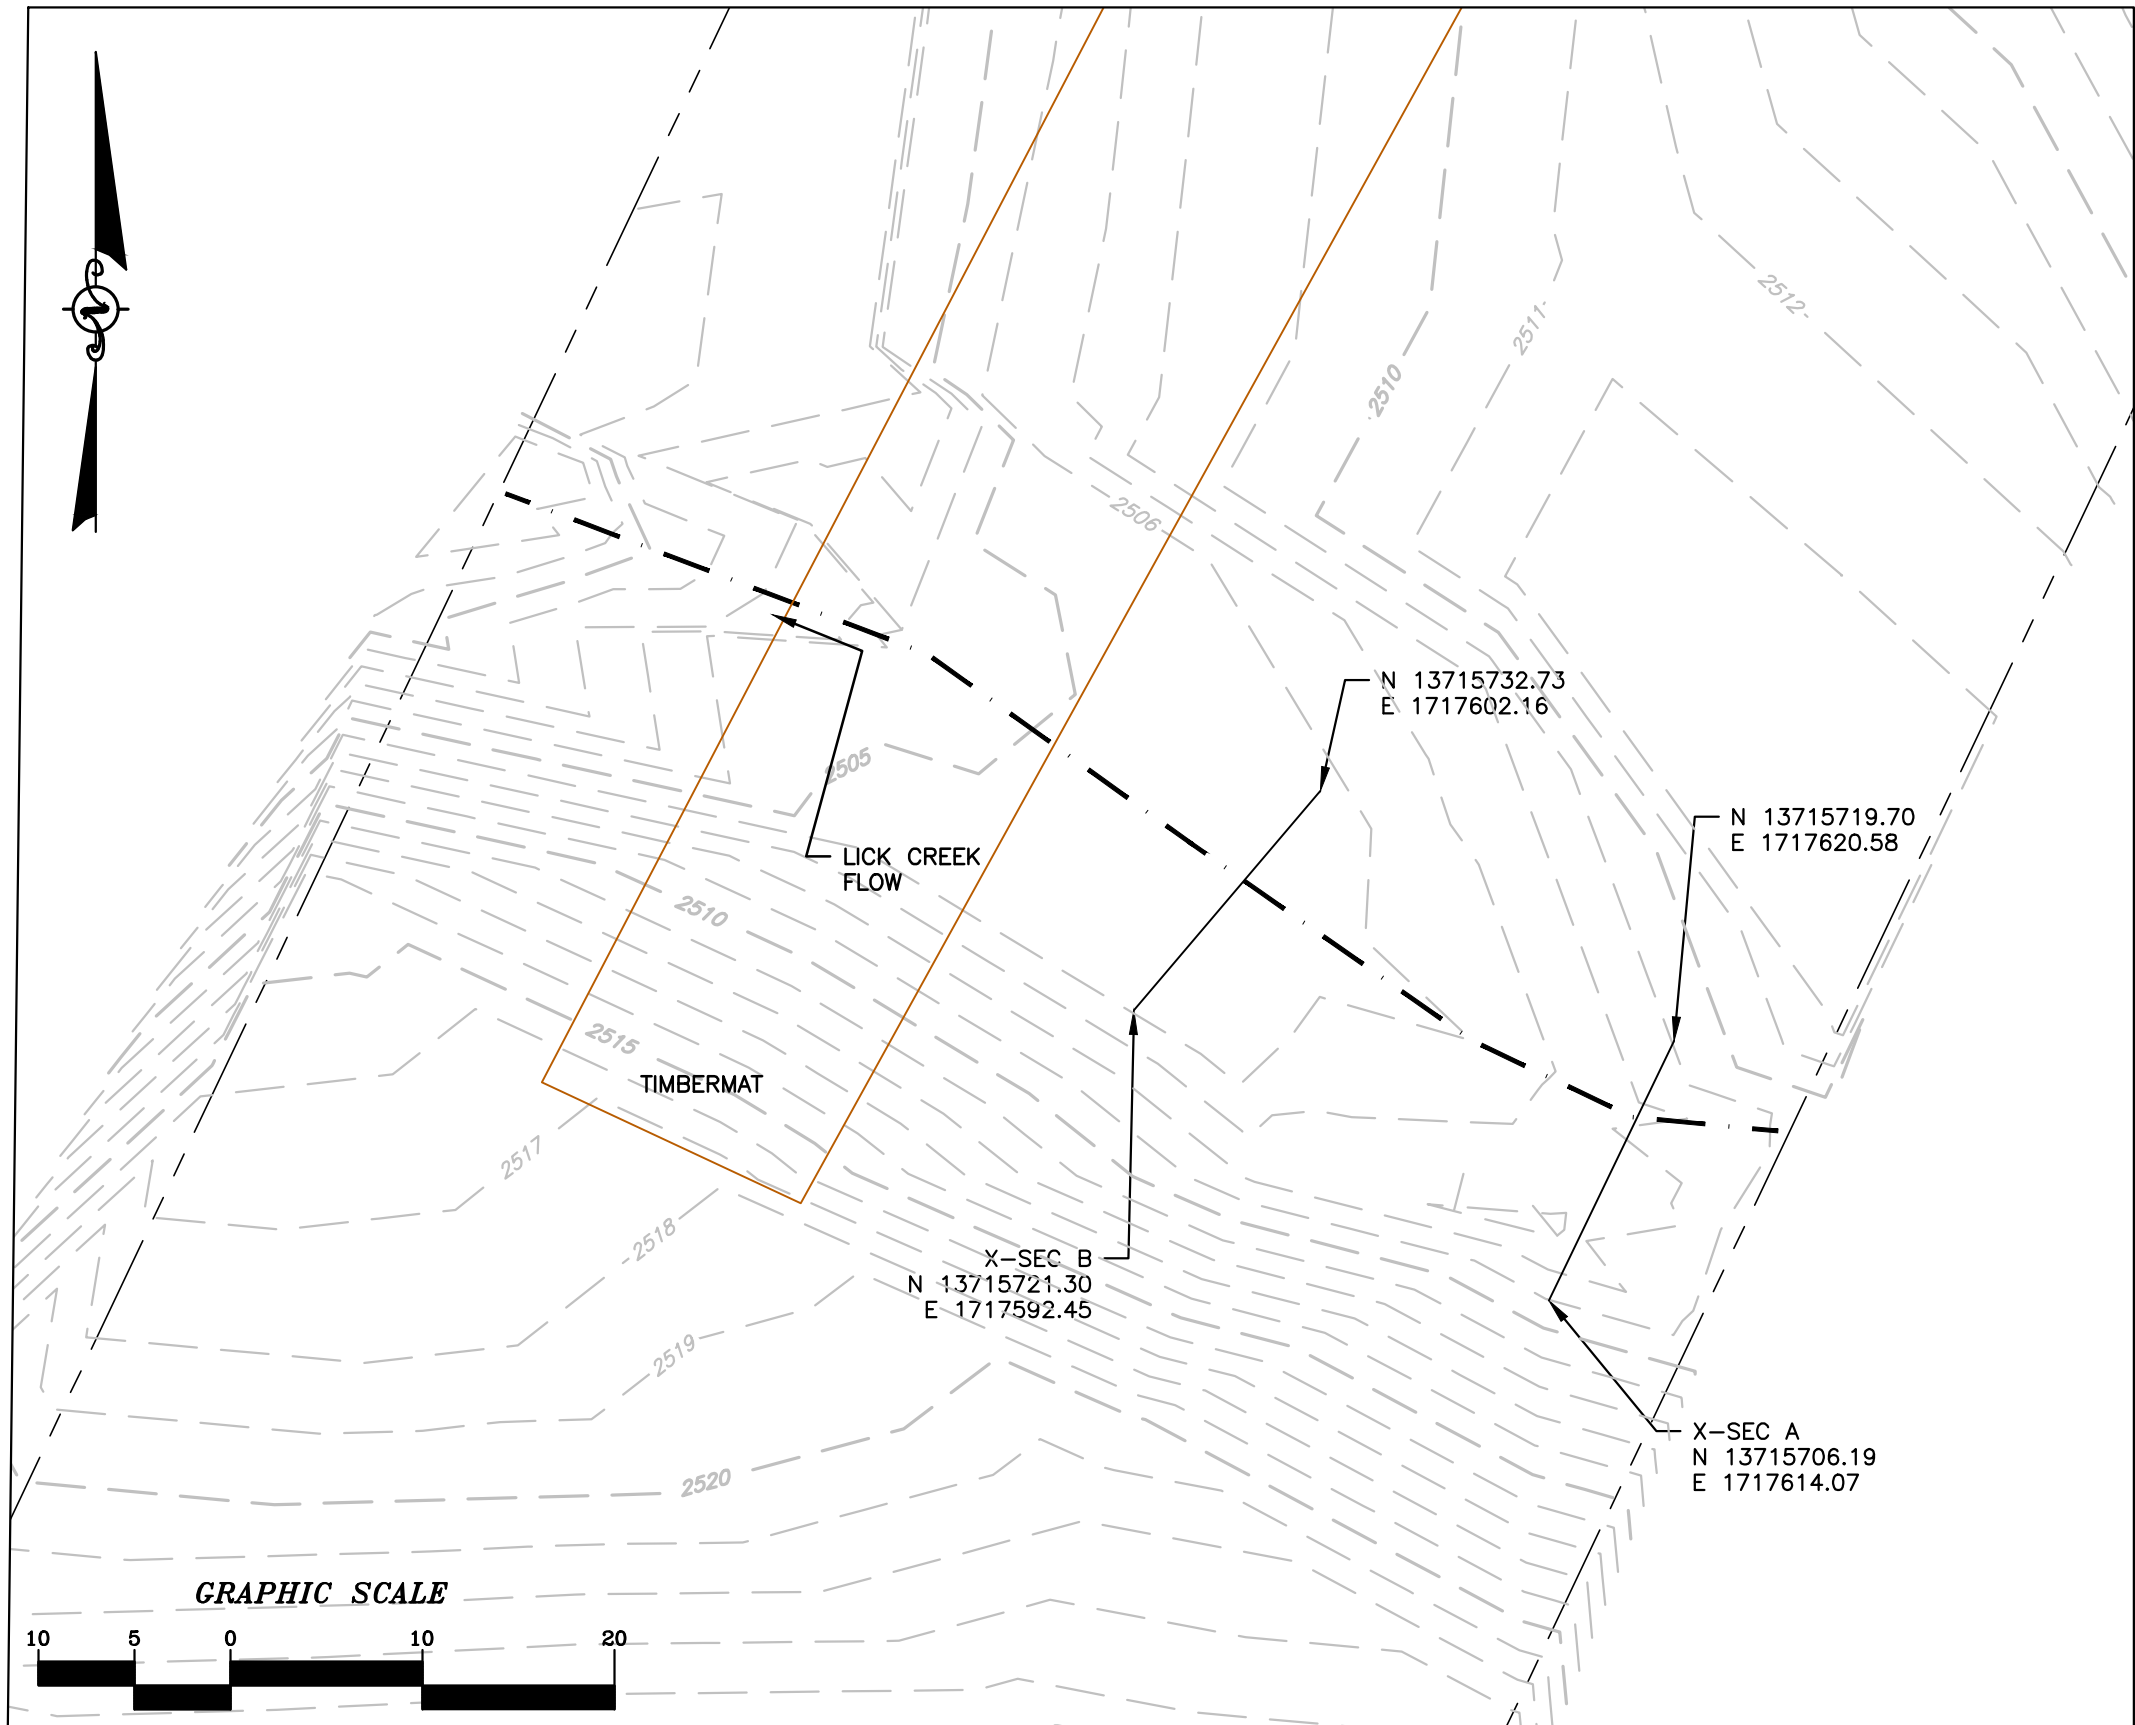 N
2512
2511
2510
2506
N 13715732.73
E 1717602.16
2505
N 13715719.70
E 1717620.58
LICK CREEK
FLOW
2510
2515
TIMBERMAT
2517
2518
X-SEC B
N 13715721.30
E 1717592.45
2519
X-SEC A
N 13715706.19
E 1717614.07
2520
GRAPHIC SCALE
10 5 0 10 20